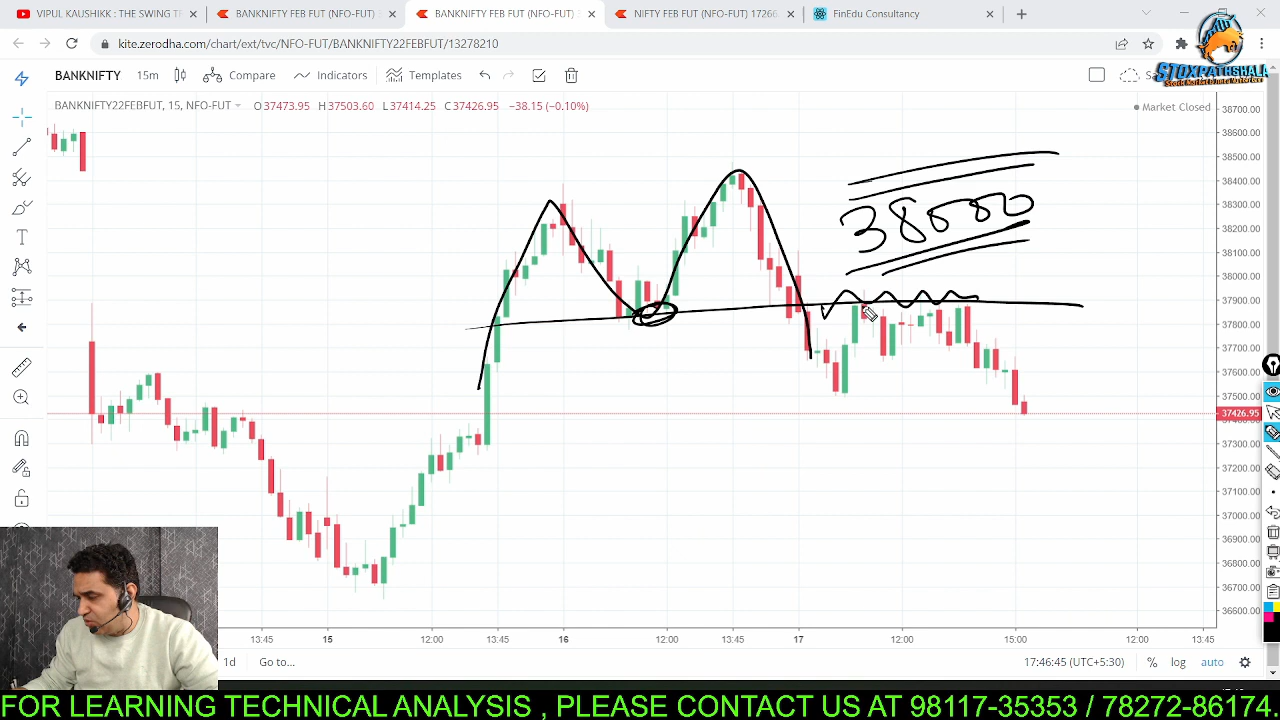 VIPUL KAUSHIKK : THE SWING T
BANKNIFTY FEB FUT (NFO-FUT)
BANKNIFTY FEB FUT (NFO-FUT)
NIFTY FEB FUT (NFO-FUT) 17266
FinEdu Consultancy
kite.zerodha.com/chart/ext/tvc/NFO-FUT/BANKNIFTY22FEBFUT/13278210
STOXPATHSHALA
BANKNIFTY 15m Compare Indicators Templates
BANKNIFTY22FEBFUT, 15, NFO-FUT O37473.95 H37503.60 L37414.25 C37426.95 −38.15 (−0.10%)
Market Closed
38700.00
38600.00
38500.00
38400.00
38300.00
38200.00
38100.00
38000.00
37900.00
37800.00
37700.00
37600.00
37500.00
37426.95
37300.00
37200.00
37100.00
37000.00
36900.00
36800.00
36700.00
36600.00
38000
13:45 15 12:00 13:45 16 12:00 13:45 17 12:00 15:00 12:00 13:45
1d Go to... 17:46:45 (UTC+5:30) % log auto
FOR LEARNING TECHNICAL ANALYSIS , PLEASE CONTACT US AT 98117-35353 / 78272-86174.